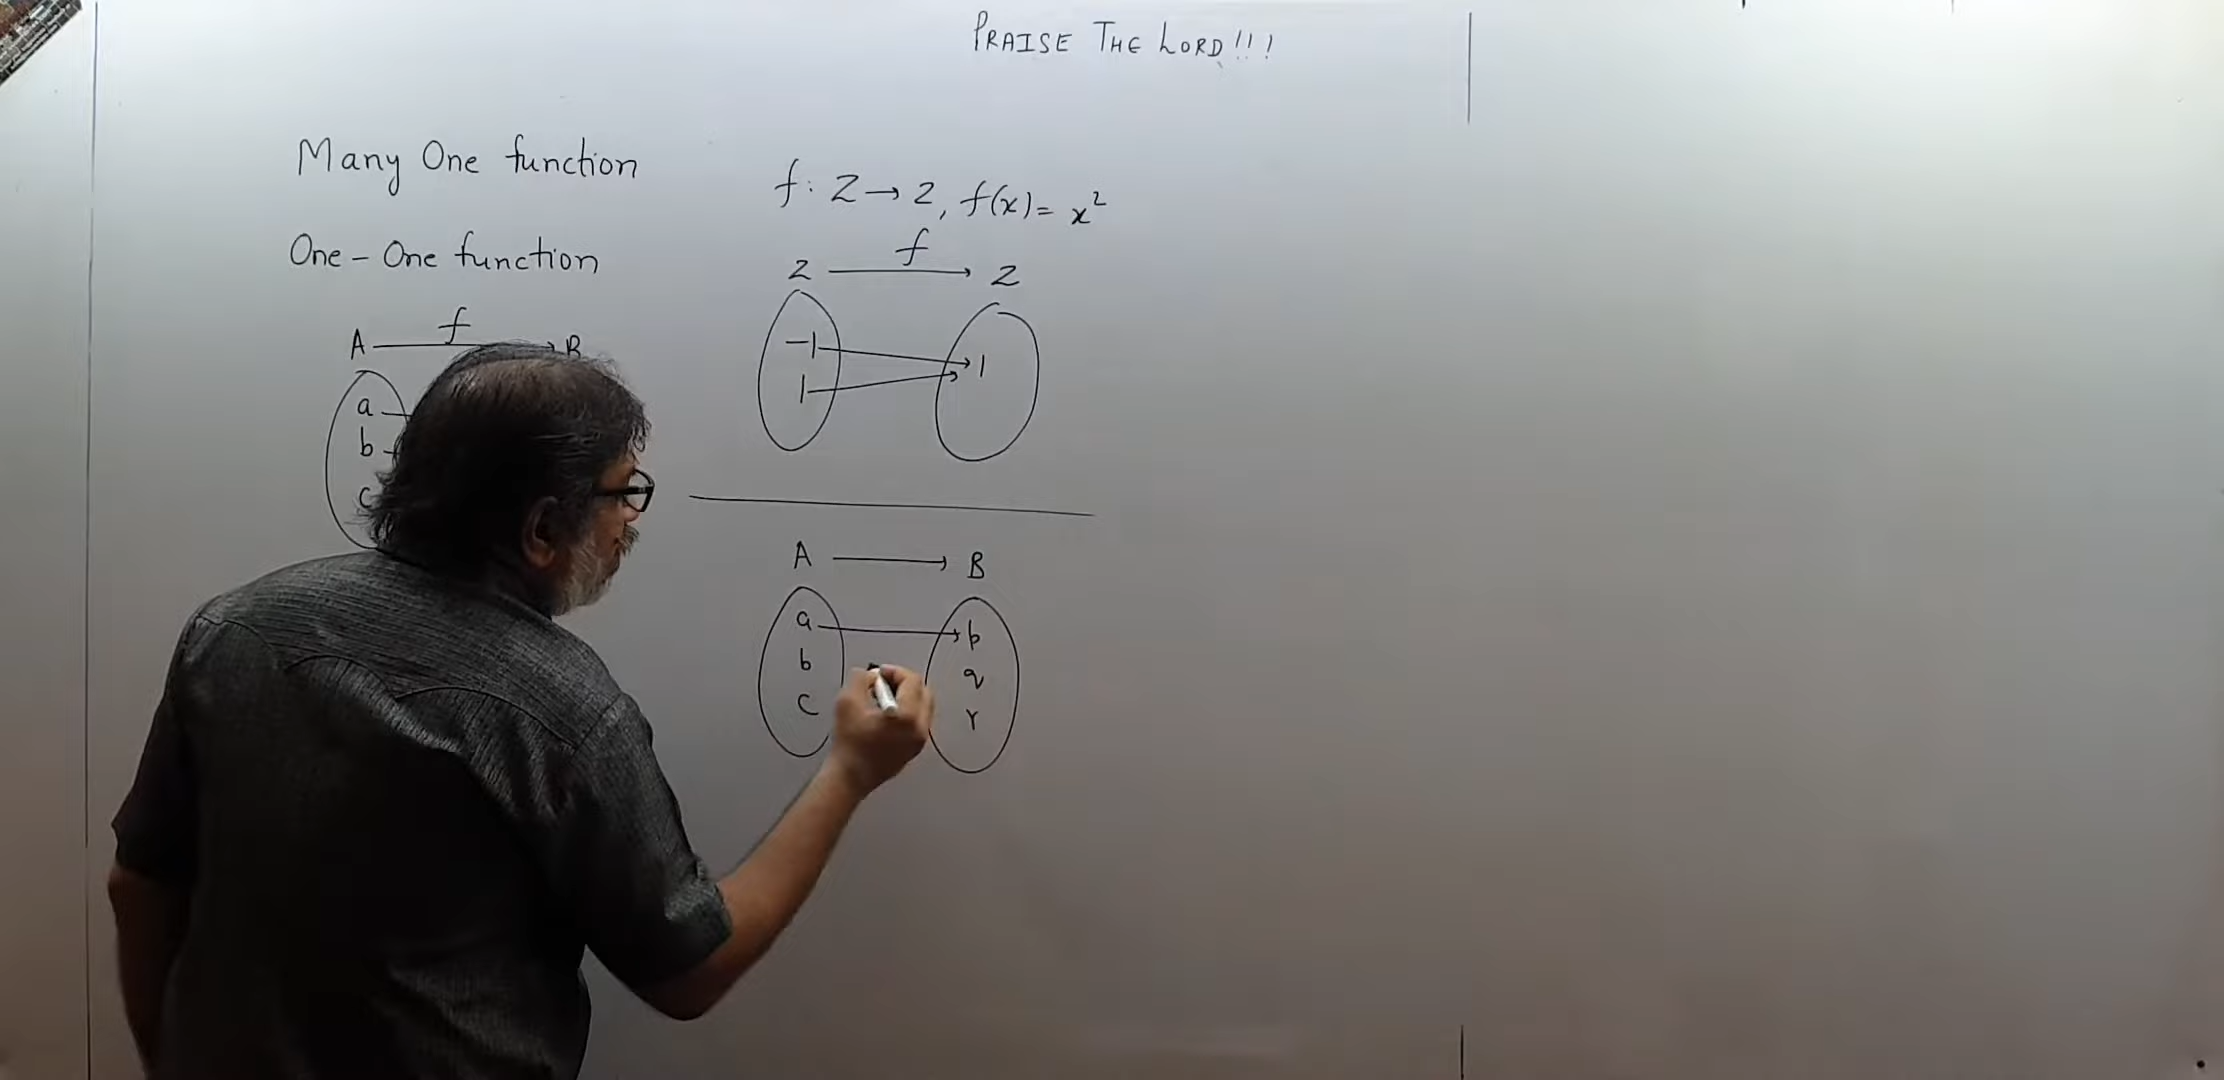 PRAISE THE LORD!!!
Many One function
One - One function
A f B
a
b
c
f: Z → Z, f(x) = x²
Z f Z
-1 1
1
A → B
a p
b q
c r